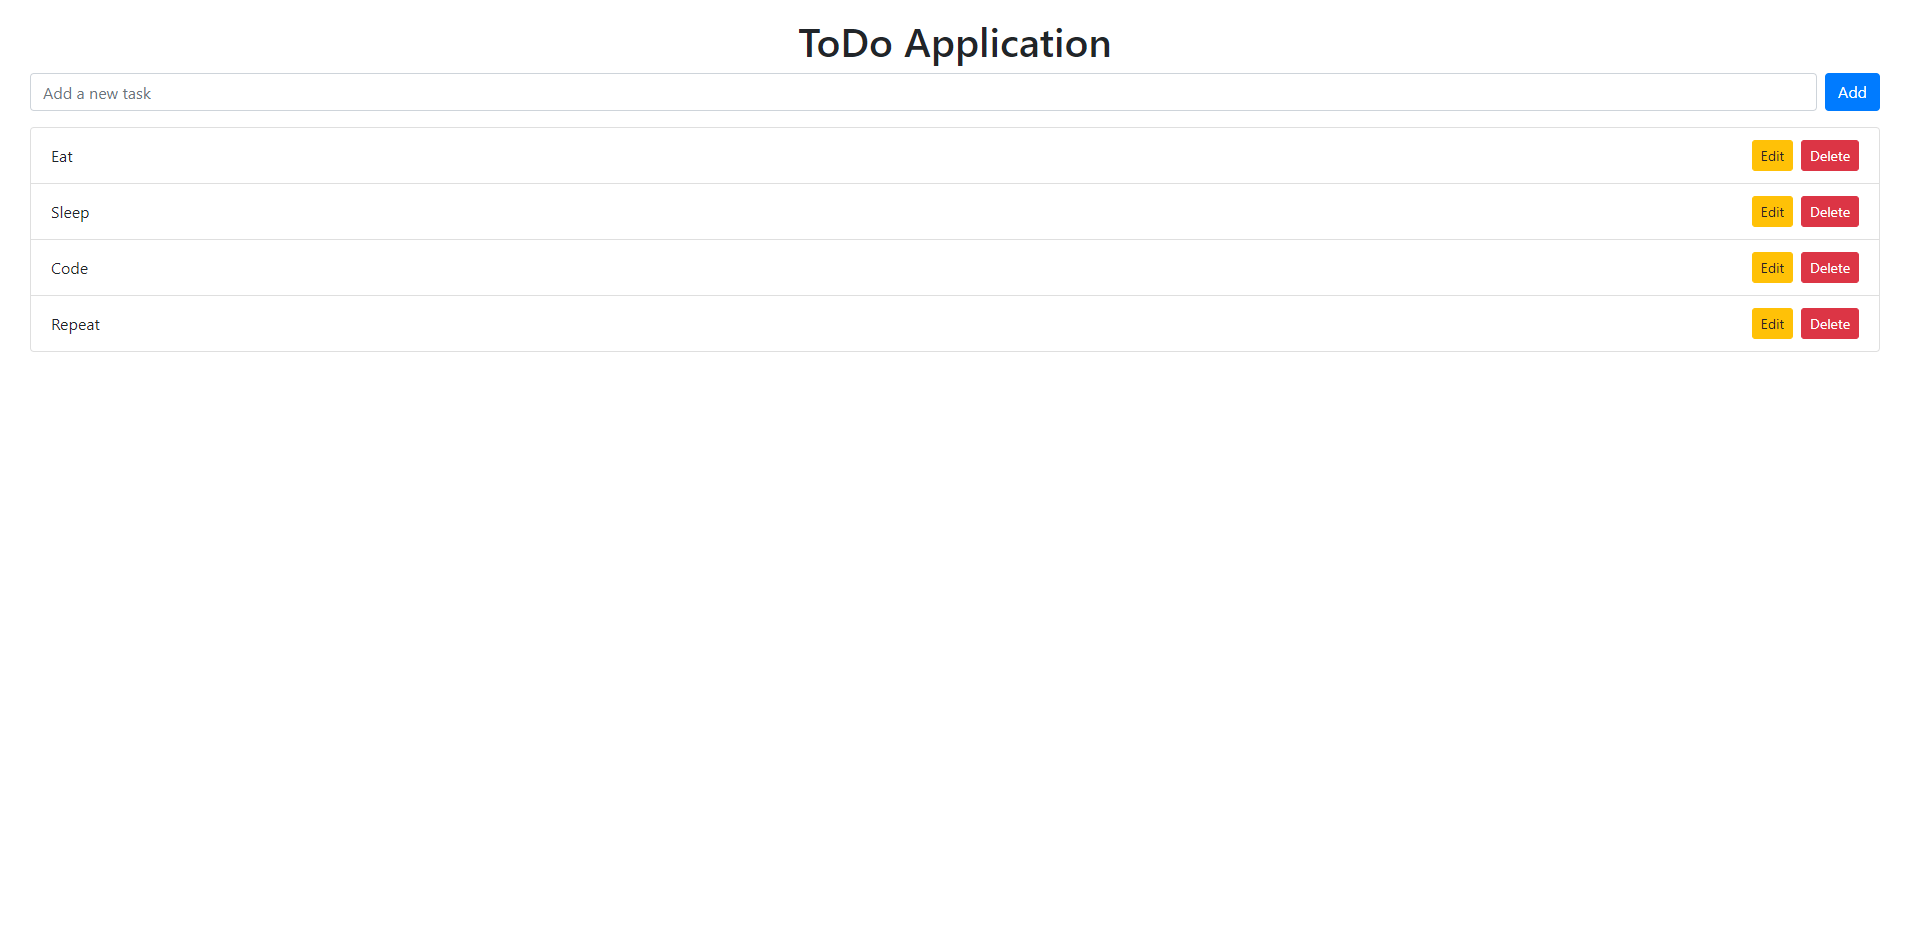 ToDo Application
Add a new task Add
Eat Edit Delete
Sleep Edit Delete
Code Edit Delete
Repeat Edit Delete